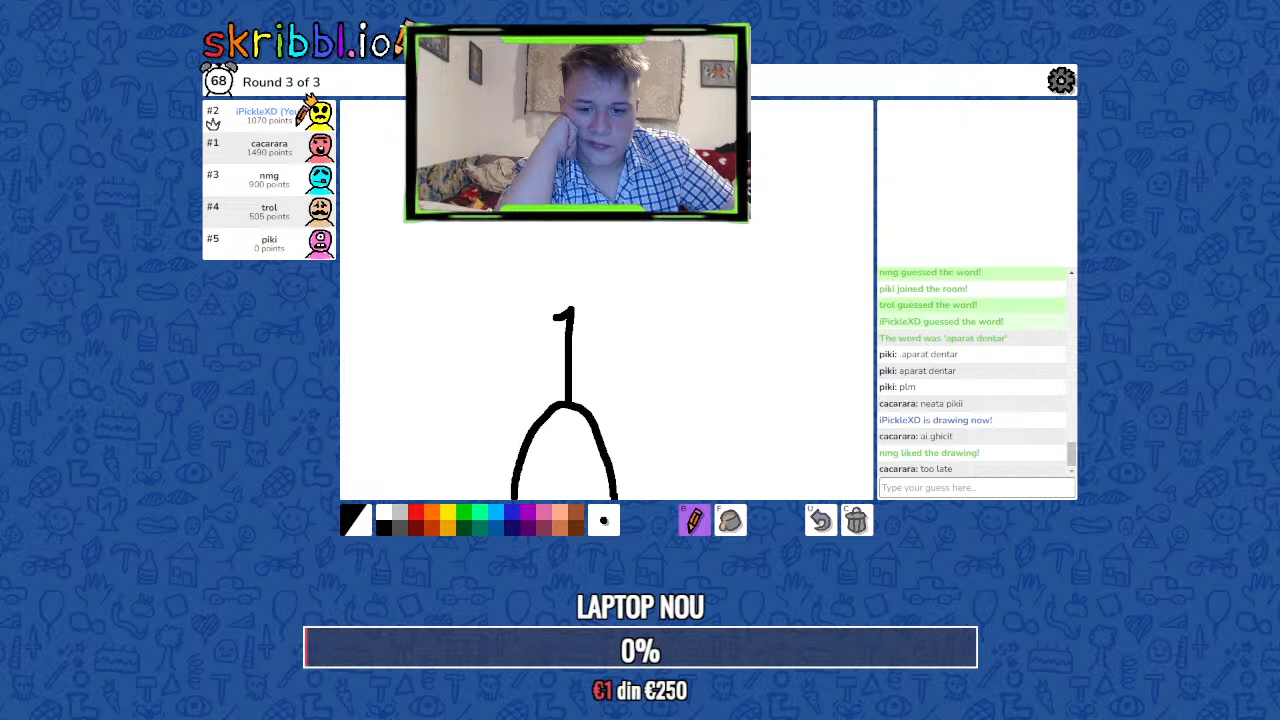 skribbl.io
68
Round 3 of 3
#2
iPickleXD (You
1070 points
#1
cacarara
1490 points
#3
nmg
900 points
#4
trol
505 points
#5
piki
0 points
1
nmg guessed the word!
piki joined the room!
trol guessed the word!
iPickleXD guessed the word!
The word was 'aparat dentar'
piki: .aparat dentar
piki: aparat dentar
piki: plm
cacarara: neata pikii
iPickleXD is drawing now!
cacarara: ai ghicit
nmg liked the drawing!
cacarara: too late
Type your guess here...
B
F
U
C
LAPTOP NOU
0%
€1 din €250